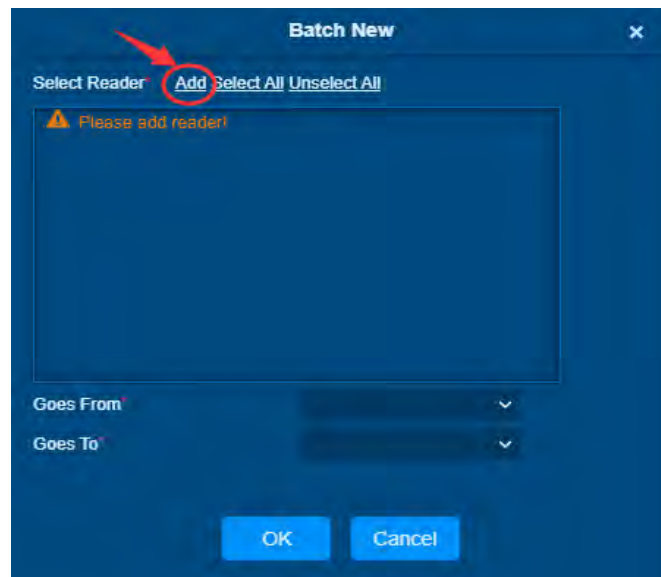 Batch New ×
Select Reader* Add Select All Unselect All
Please add reader!
Goes From*
Goes To*
OK Cancel